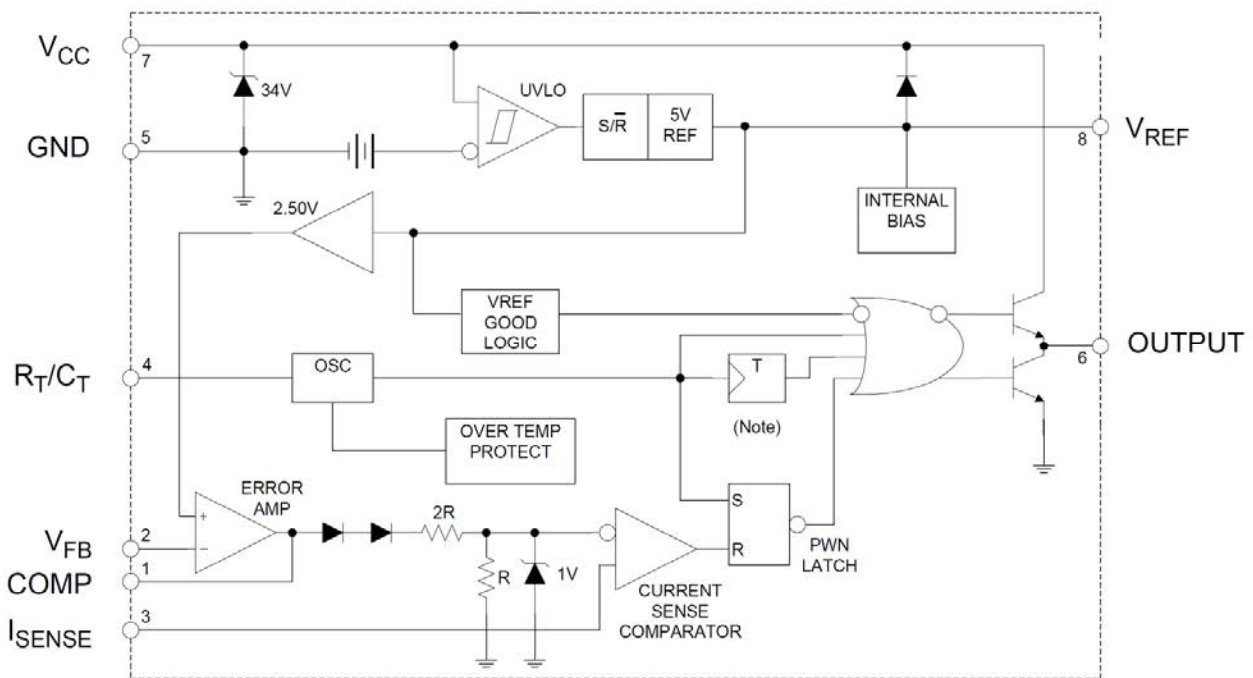 VCC
7
34V
UVLO
S/R̅
5V
REF
GND
5
8
VREF
2.50V
INTERNAL
BIAS
VREF
GOOD
LOGIC
RT/CT
4
OSC
T
(Note)
6
OUTPUT
OVER TEMP
PROTECT
ERROR
AMP
+
−
2R
S
R
PWN
LATCH
VFB
2
COMP
1
R
1V
CURRENT
SENSE
COMPARATOR
ISENSE
3